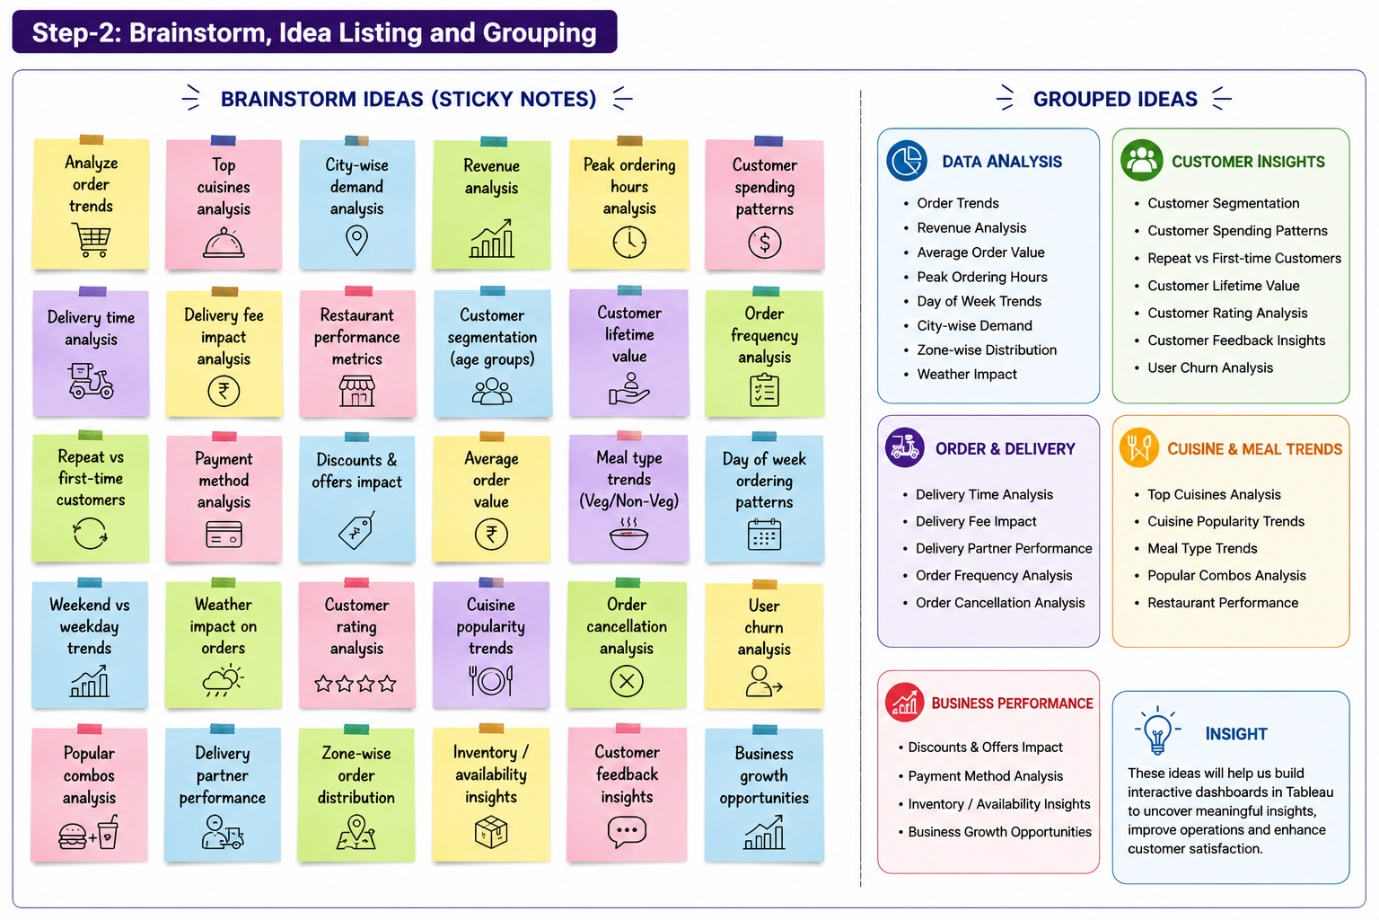 Step-2: Brainstorm, Idea Listing and Grouping
BRAINSTORM IDEAS (STICKY NOTES)
Analyze
order
trends
Top
cuisines
analysis
City-wise
demand
analysis
Revenue
analysis
Peak ordering
hours
analysis
Customer
spending
patterns
$
Delivery time
analysis
Delivery fee
impact
analysis
₹
Restaurant
performance
metrics
Customer
segmentation
(age groups)
Customer
lifetime
value
Order
frequency
analysis
Repeat vs
first-time
customers
Payment
method
analysis
Discounts &
offers impact
Average
order
value
₹
Meal type
trends
(Veg/Non-Veg)
Day of week
ordering
patterns
Weekend vs
weekday
trends
Weather
impact on
orders
Customer
rating
analysis
Cuisine
popularity
trends
Order
cancellation
analysis
User
churn
analysis
Popular
combos
analysis
Delivery
partner
performance
Zone-wise
order
distribution
Inventory /
availability
insights
Customer
feedback
insights
Business
growth
opportunities
GROUPED IDEAS
DATA ANALYSIS
• Order Trends
• Revenue Analysis
• Average Order Value
• Peak Ordering Hours
• Day of Week Trends
• City-wise Demand
• Zone-wise Distribution
• Weather Impact
CUSTOMER INSIGHTS
• Customer Segmentation
• Customer Spending Patterns
• Repeat vs First-time Customers
• Customer Lifetime Value
• Customer Rating Analysis
• Customer Feedback Insights
• User Churn Analysis
ORDER & DELIVERY
• Delivery Time Analysis
• Delivery Fee Impact
• Delivery Partner Performance
• Order Frequency Analysis
• Order Cancellation Analysis
CUISINE & MEAL TRENDS
• Top Cuisines Analysis
• Cuisine Popularity Trends
• Meal Type Trends
• Popular Combos Analysis
• Restaurant Performance
BUSINESS PERFORMANCE
• Discounts & Offers Impact
• Payment Method Analysis
• Inventory / Availability Insights
• Business Growth Opportunities
INSIGHT
These ideas will help us build
interactive dashboards in Tableau
to uncover meaningful insights,
improve operations and enhance
customer satisfaction.